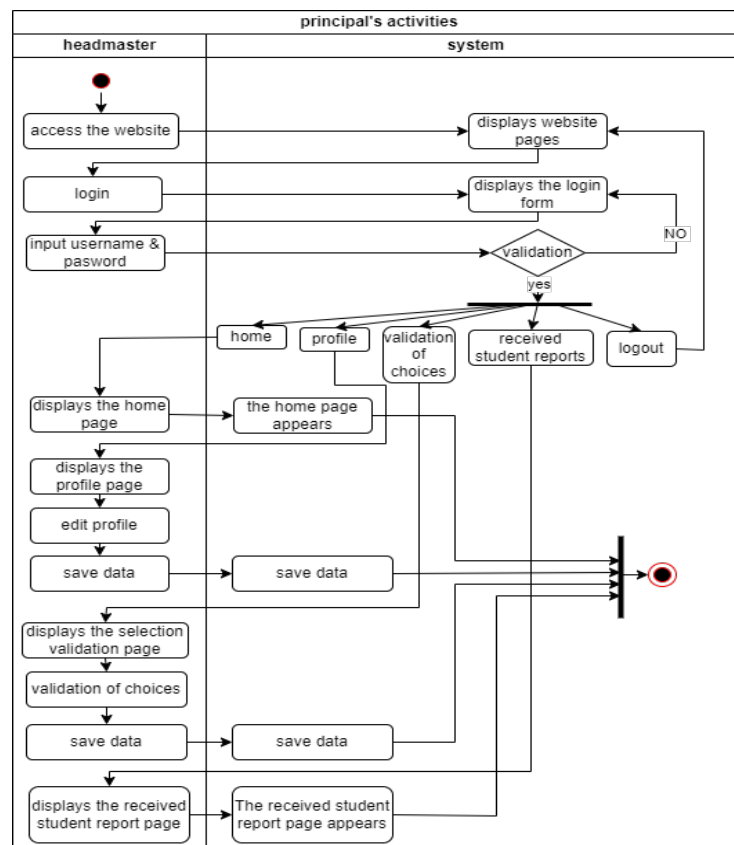 principal's activities
headmaster
system
access the website
displays website
pages
login
displays the login
form
input username &
pasword
validation
NO
yes
home
profile
validation
of
choices
received
student reports
logout
displays the home
page
the home page
appears
displays the
profile page
edit profile
save data
save data
displays the selection
validation page
validation of choices
save data
save data
displays the received
student report page
The received student
report page appears